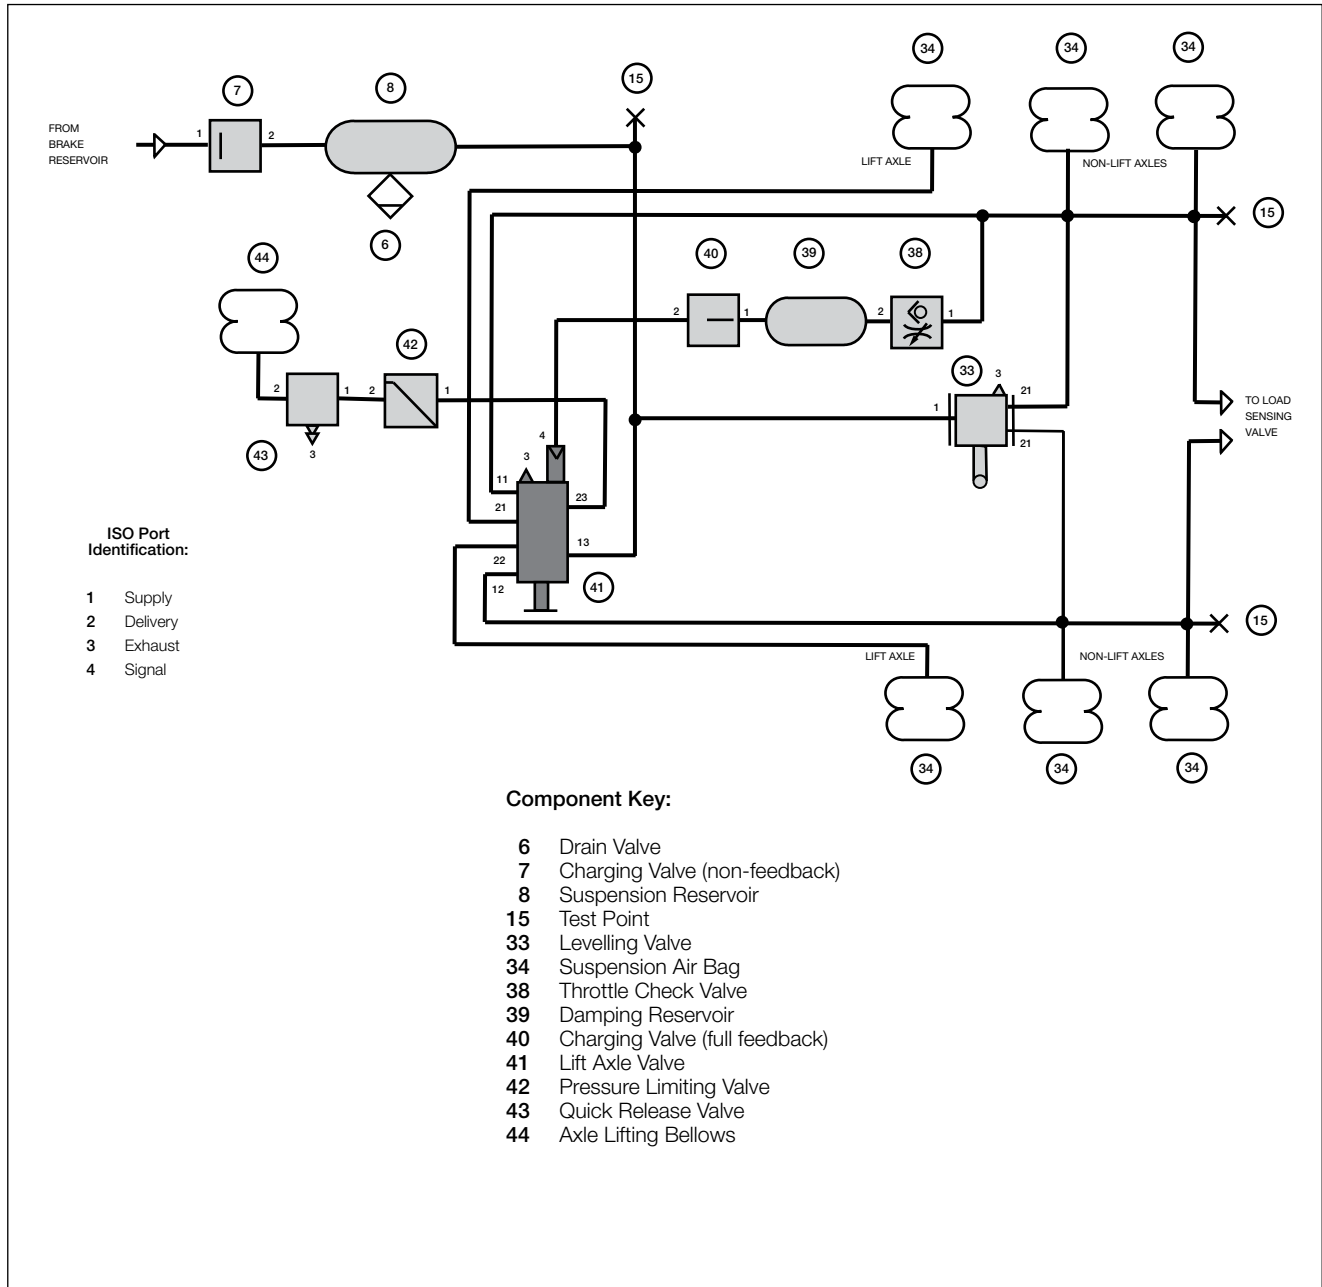 34
34
34
15
8
7
FROM
BRAKE
RESERVOIR
1
2
LIFT AXLE
NON-LIFT AXLES
15
6
44
40
39
38
2
1
2
1
42
33
3
2
1
2
1
1
21
21
TO LOAD
SENSING
VALVE
43
3
4
3
11
21
23
13
22
12
41
ISO Port
Identification:
1 Supply
2 Delivery
3 Exhaust
4 Signal
15
LIFT AXLE
NON-LIFT AXLES
34
34
34
Component Key:
6 Drain Valve
7 Charging Valve (non-feedback)
8 Suspension Reservoir
15 Test Point
33 Levelling Valve
34 Suspension Air Bag
38 Throttle Check Valve
39 Damping Reservoir
40 Charging Valve (full feedback)
41 Lift Axle Valve
42 Pressure Limiting Valve
43 Quick Release Valve
44 Axle Lifting Bellows